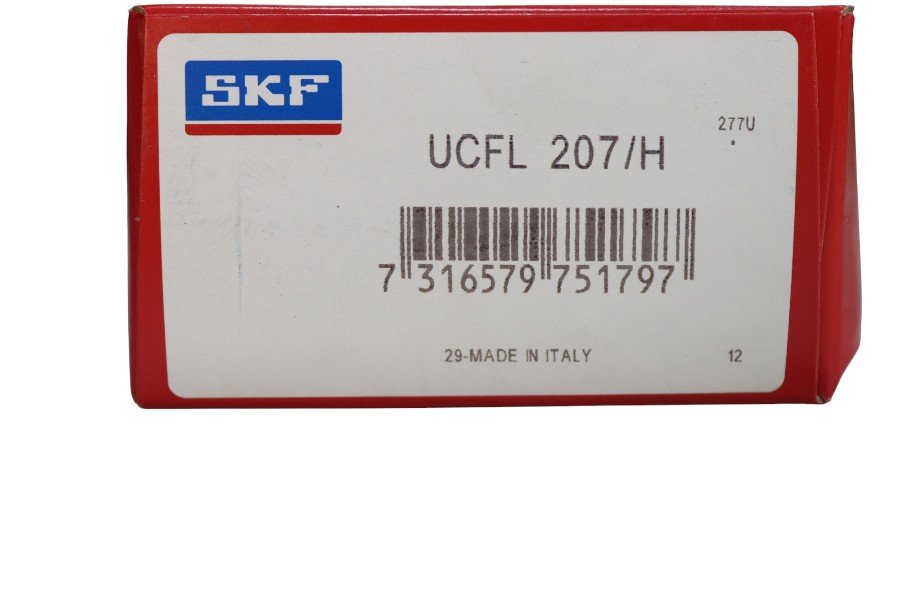 SKF
277U
*
UCFL 207/H
7 316579 751797
29-MADE IN ITALY
12